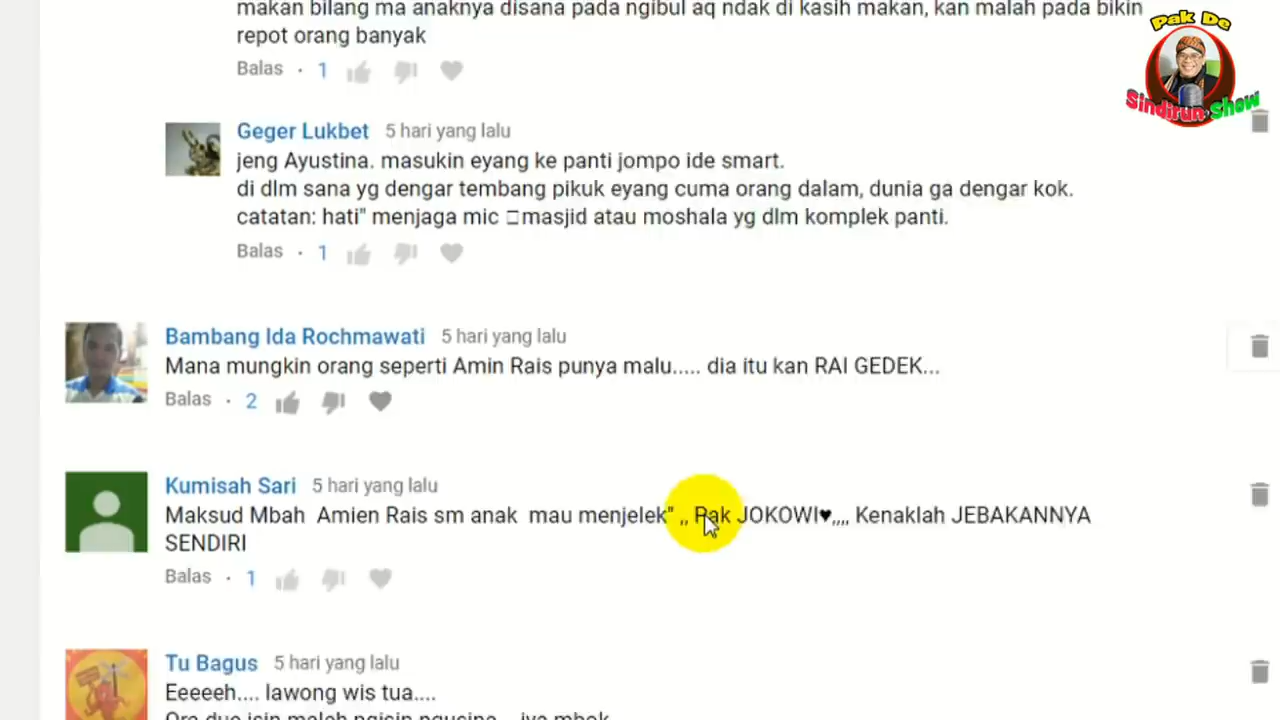 makan bilang ma anaknya disana pada ngibul aq ndak di kasih makan, kan malah pada bikin
repot orang banyak
Balas · 1
Pak De
Sindirun Show
Geger Lukbet 5 hari yang lalu
jeng Ayustina. masukin eyang ke panti jompo ide smart.
di dlm sana yg dengar tembang pikuk eyang cuma orang dalam, dunia ga dengar kok.
catatan: hati" menjaga mic □masjid atau moshala yg dlm komplek panti.
Balas · 1
Bambang Ida Rochmawati 5 hari yang lalu
Mana mungkin orang seperti Amin Rais punya malu..... dia itu kan RAI GEDEK...
Balas · 2
Kumisah Sari 5 hari yang lalu
Maksud Mbah Amien Rais sm anak mau menjelek" ,, Pak JOKOWI♥,,,, Kenaklah JEBAKANNYA
SENDIRI
Balas · 1
Tu Bagus 5 hari yang lalu
Eeeeeh.... lawong wis tua....